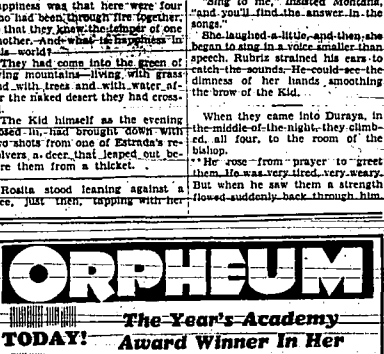 appiness was that here were four
who had been through fire together,
so that they knew the temper of one
another. And what is happiness in
is world?
They had come into the green of
ving mountains—living with grass
and with trees and with water af-
er the naked desert they had cross-
The Kid himself as the evening
osed in, had brought down with
wo shots from one of Estrada's re-
olvers a deer that leaped out be-
ore them from a thicket.
Rosita stood leaning against a
ee, just then, tapping with her
"Sing to me," insisted Montana,
"and you'll find the answer in the
songs."
She laughed a little, and then she
began to sing in a voice smaller than
speech. Rubriz strained his ears to
catch the sounds. He could see the
dimness of her hands smoothing
the brow of the Kid.
When they came into Duraya, in
the middle of the night, they climb-
ed, all four, to the room of the
bishop.
He rose from prayer to greet
them. He was very tired, very weary.
But when he saw them a strength
flowed suddenly back through him.
ORPHEUM
TODAY!
The Year's Academy
Award Winner In Her